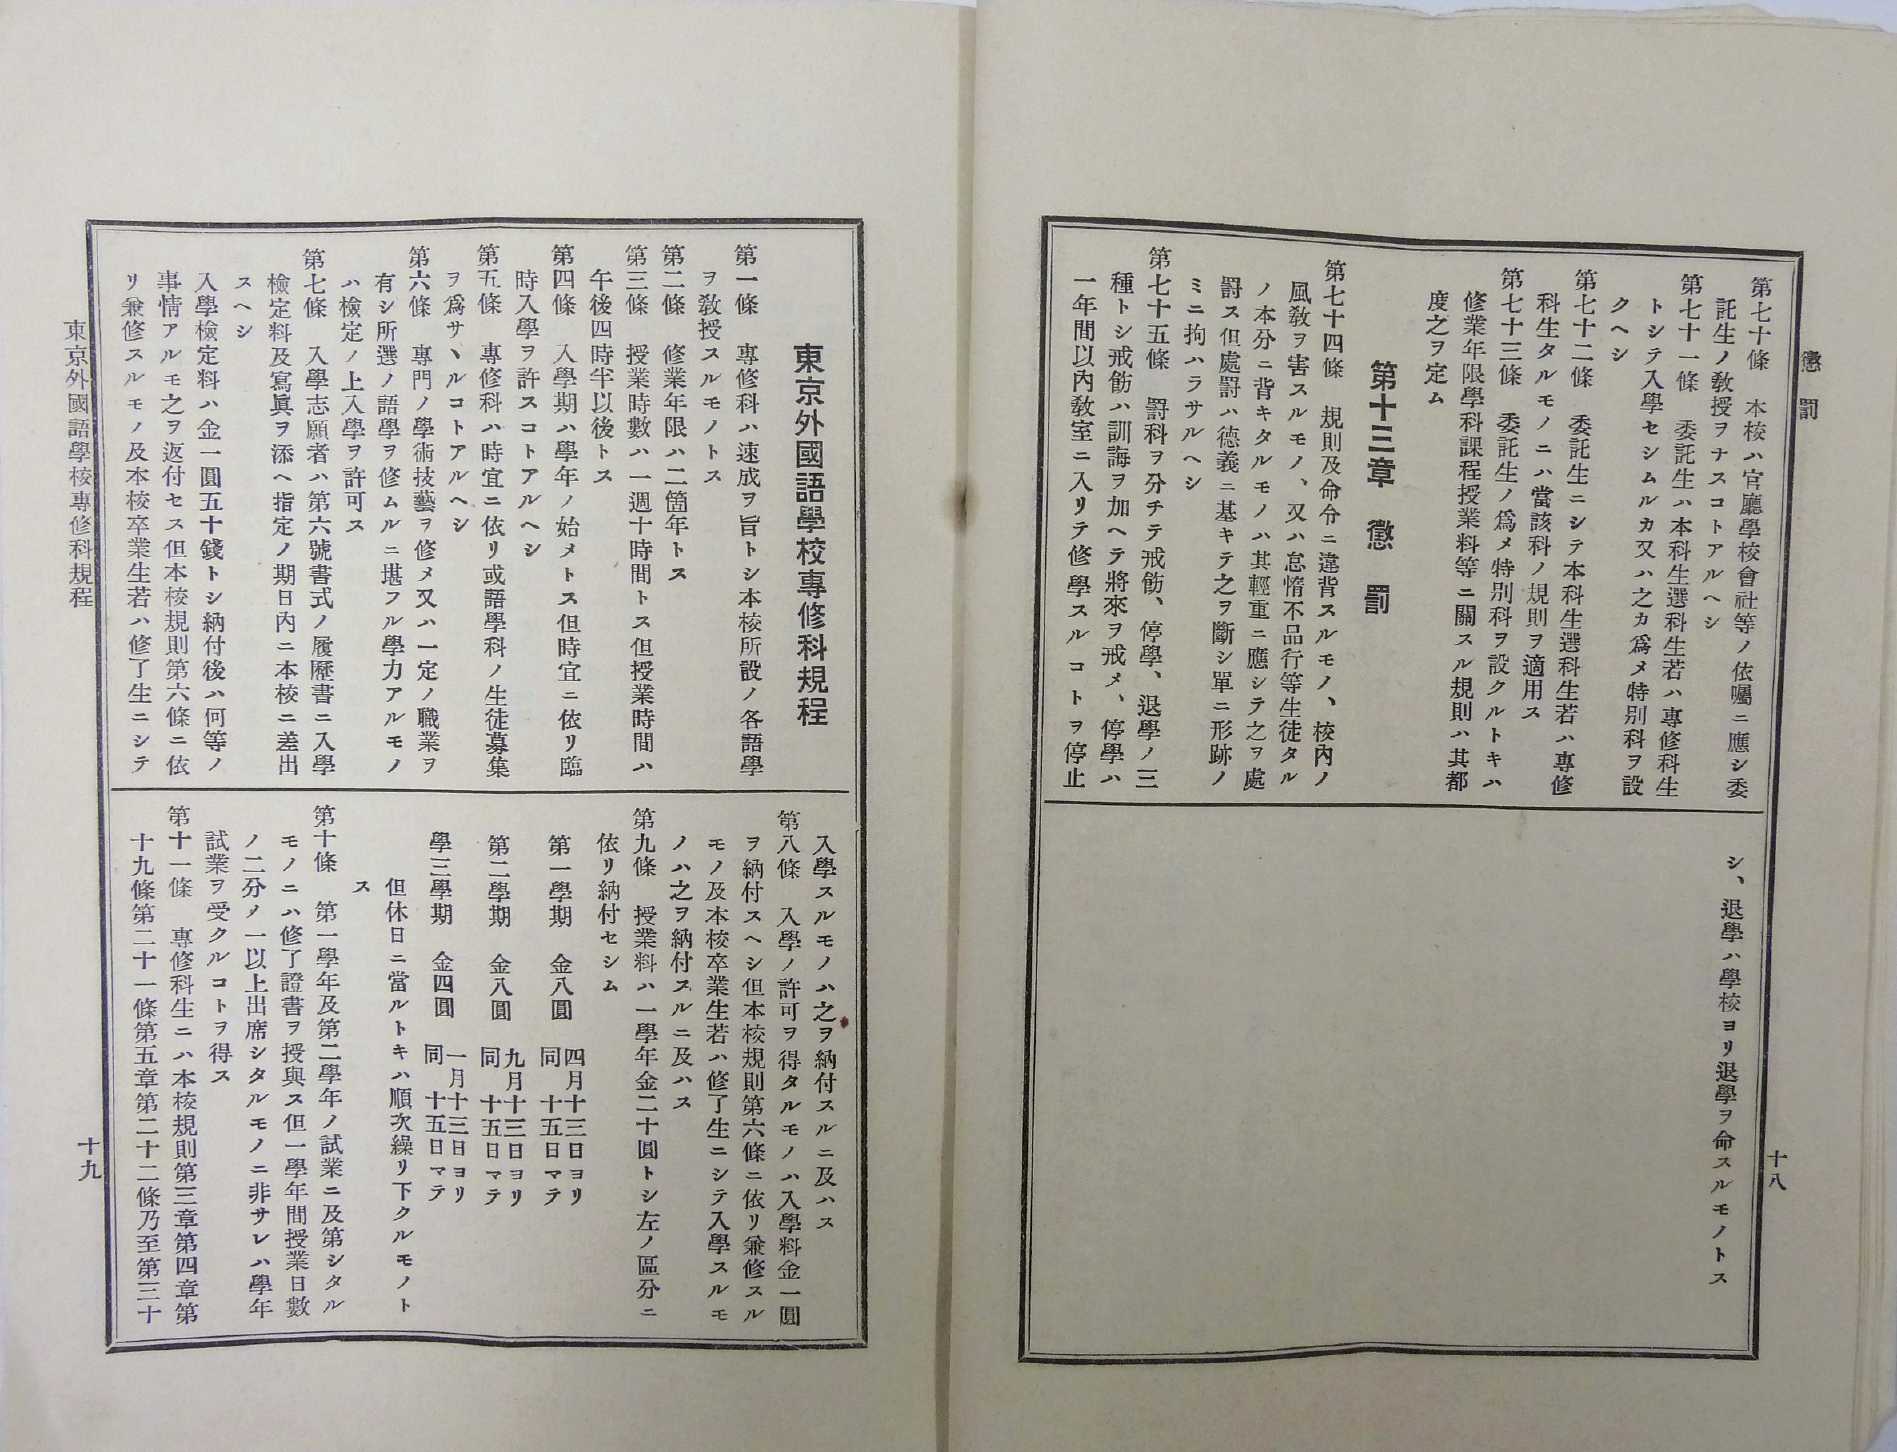 懲罰
十八
第七十條　本校ハ官廳學校會社等ノ依囑ニ應シ委
託生ノ敎授ヲナスコトアルヘシ
第七十一條　委託生ハ本科生選科生若ハ專修科生
トシテ入學セシムルカ又ハ之カ爲メ特別科ヲ設
クヘシ
第七十二條　委託生ニシテ本科生選科生若ハ專修
科生タルモノニハ當該科ノ規則ヲ適用ス
第七十三條　委託生ノ爲メ特別科ヲ設クルトキハ
修業年限學科課程授業料等ニ關スル規則ハ其都
度之ヲ定ム
第十三章　懲　罰
第七十四條　規則及命令ニ違背スルモノ、校內ノ
風敎ヲ害スルモノ、又ハ怠惰不品行等生徒タル
ノ本分ニ背キタルモノハ其輕重ニ應シテ之ヲ處
罰ス但處罰ハ德義ニ基キテ之ヲ斷シ單ニ形跡ノ
ミニ拘ハラサルヘシ
第七十五條　罰科ヲ分チテ戒飭、停學、退學ノ三
種トシ戒飭ハ訓誨ヲ加ヘテ將來ヲ戒メ、停學ハ
一年間以內敎室ニ入リテ修學スルコトヲ停止
シ、退學ハ學校ヨリ退學ヲ命スルモノトス
東京外國語學校專修科規程
第一條　專修科ハ速成ヲ旨トシ本校所設ノ各語學
ヲ敎授スルモノトス
第二條　修業年限ハ二箇年トス
第三條　授業時數ハ一週十時間トス但授業時間ハ
午後四時半以後トス
第四條　入學期ハ學年ノ始メトス但時宜ニ依リ臨
時入學ヲ許スコトアルヘシ
第五條　專修科ハ時宜ニ依リ或語學科ノ生徒募集
ヲ爲サヽルコトアルヘシ
第六條　專門ノ學術技藝ヲ修メ又ハ一定ノ職業ヲ
有シ所選ノ語學ヲ修ムルニ堪フル學力アルモノ
ハ檢定ノ上入學ヲ許可ス
第七條　入學志願者ハ第六號書式ノ履歷書ニ入學
檢定料及寫眞ヲ添ヘ指定ノ期日內ニ本校ニ差出
スヘシ
入學檢定料ハ金一圓五十錢トシ納付後ハ何等ノ
事情アルモ之ヲ返付セス但本校規則第六條ニ依
リ兼修スルモノ及本校卒業生若ハ修了生ニシテ
入學スルモノハ之ヲ納付スルニ及ハス
第八條　入學ノ許可ヲ得タルモノハ入學料金一圓
ヲ納付スヘシ但本校規則第六條ニ依リ兼修スル
モノ及本校卒業生若ハ修了生ニシテ入學スルモ
ノハ之ヲ納付スルニ及ハス
第九條　授業料ハ一學年金二十圓トシ左ノ區分ニ
依リ納付セシム
第一學期　金八圓　四月十三日ヨリ
同　十五日マテ
第二學期　金八圓　九月十三日ヨリ
同　十五日マテ
學三學期　金四圓　一月十三日ヨリ
同　十五日マテ
但休日ニ當ルトキハ順次繰リ下クルモノト
ス
第十條　第一學年及第二學年ノ試業ニ及第シタル
モノニハ修了證書ヲ授與ス但一學年間授業日數
ノ二分ノ一以上出席シタルモノニ非サレハ學年
試業ヲ受クルコトヲ得ス
第十一條　專修科生ニハ本校規則第三章第四章第
十九條第二十一條第五章第二十二條乃至第三十
東京外國語學校專修科規程
十九